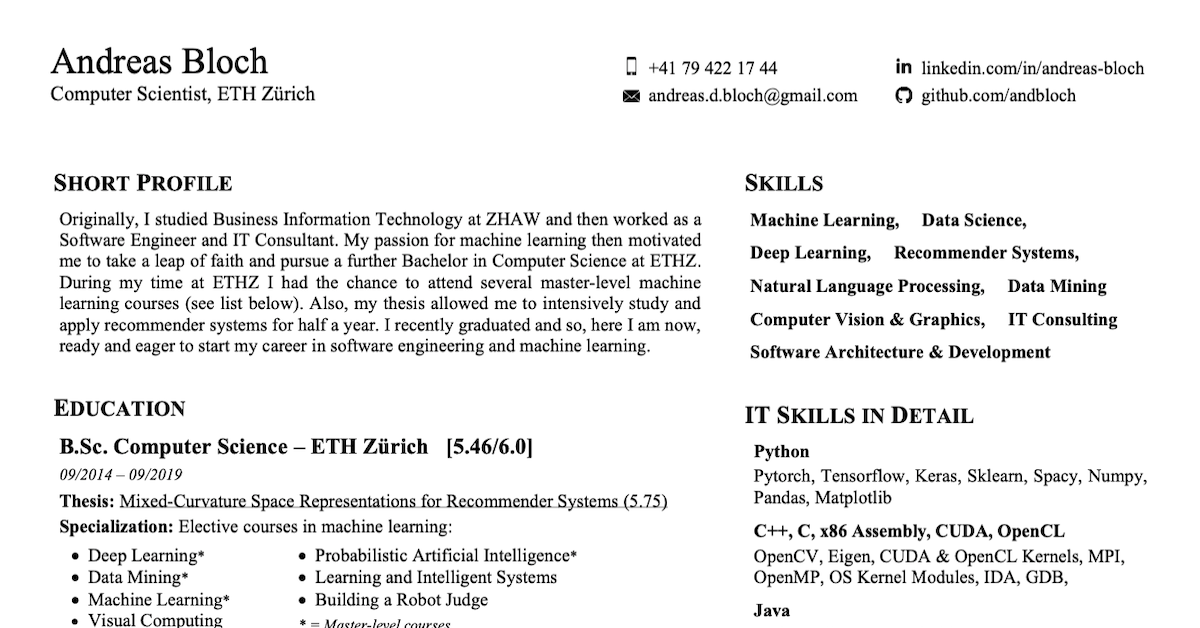 Andreas Bloch
Computer Scientist, ETH Zürich
+41 79 422 17 44
andreas.d.bloch@gmail.com
in linkedin.com/in/andreas-bloch
github.com/andbloch
SHORT PROFILE
Originally, I studied Business Information Technology at ZHAW and then worked as a
Software Engineer and IT Consultant. My passion for machine learning then motivated
me to take a leap of faith and pursue a further Bachelor in Computer Science at ETHZ.
During my time at ETHZ I had the chance to attend several master-level machine
learning courses (see list below). Also, my thesis allowed me to intensively study and
apply recommender systems for half a year. I recently graduated and so, here I am now,
ready and eager to start my career in software engineering and machine learning.
EDUCATION
B.Sc. Computer Science – ETH Zürich [5.46/6.0]
09/2014 – 09/2019
Thesis: Mixed-Curvature Space Representations for Recommender Systems (5.75)
Specialization: Elective courses in machine learning:
• Deep Learning*
• Data Mining*
• Machine Learning*
• Visual Computing
• Probabilistic Artificial Intelligence*
• Learning and Intelligent Systems
• Building a Robot Judge
* = Master-level courses
SKILLS
Machine Learning, Data Science,
Deep Learning, Recommender Systems,
Natural Language Processing, Data Mining
Computer Vision & Graphics, IT Consulting
Software Architecture & Development
IT SKILLS IN DETAIL
Python
Pytorch, Tensorflow, Keras, Sklearn, Spacy, Numpy,
Pandas, Matplotlib
C++, C, x86 Assembly, CUDA, OpenCL
OpenCV, Eigen, CUDA & OpenCL Kernels, MPI,
OpenMP, OS Kernel Modules, IDA, GDB,
Java